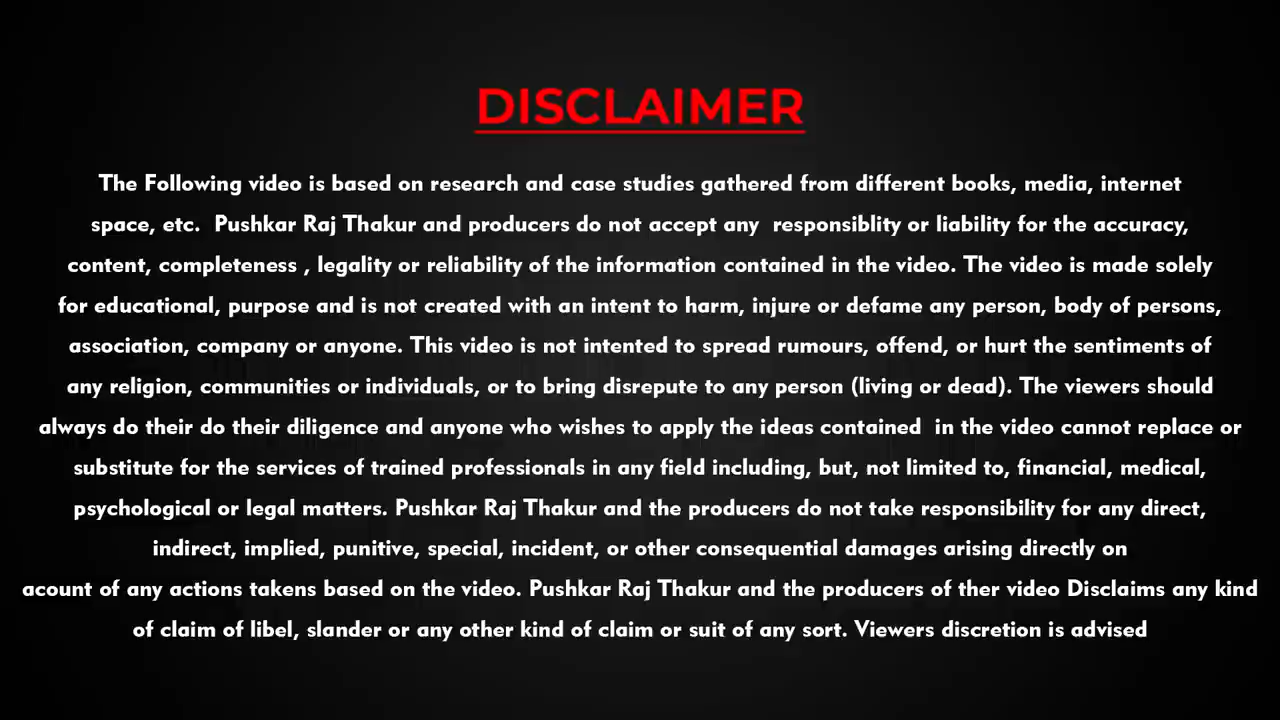 DISCLAIMER
The Following video is based on research and case studies gathered from different books, media, internet
space, etc.  Pushkar Raj Thakur and producers do not accept any  responsiblity or liability for the accuracy,
content, completeness , legality or reliability of the information contained in the video. The video is made solely
for educational, purpose and is not created with an intent to harm, injure or defame any person, body of persons,
association, company or anyone. This video is not intented to spread rumours, offend, or hurt the sentiments of
any religion, communities or individuals, or to bring disrepute to any person (living or dead). The viewers should
always do their do their diligence and anyone who wishes to apply the ideas contained  in the video cannot replace or
substitute for the services of trained professionals in any field including, but, not limited to, financial, medical,
psychological or legal matters. Pushkar Raj Thakur and the producers do not take responsibility for any direct,
indirect, implied, punitive, special, incident, or other consequential damages arising directly on
acount of any actions takens based on the video. Pushkar Raj Thakur and the producers of ther video Disclaims any kind
of claim of libel, slander or any other kind of claim or suit of any sort. Viewers discretion is advised